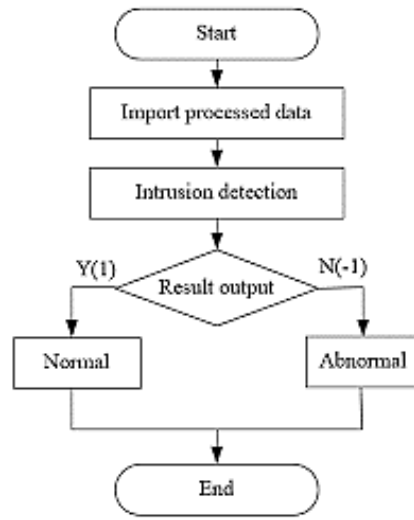 Start
Import processed data
Intrusion detection
Y(1)
N(-1)
Result output
Normal
Abnormal
End